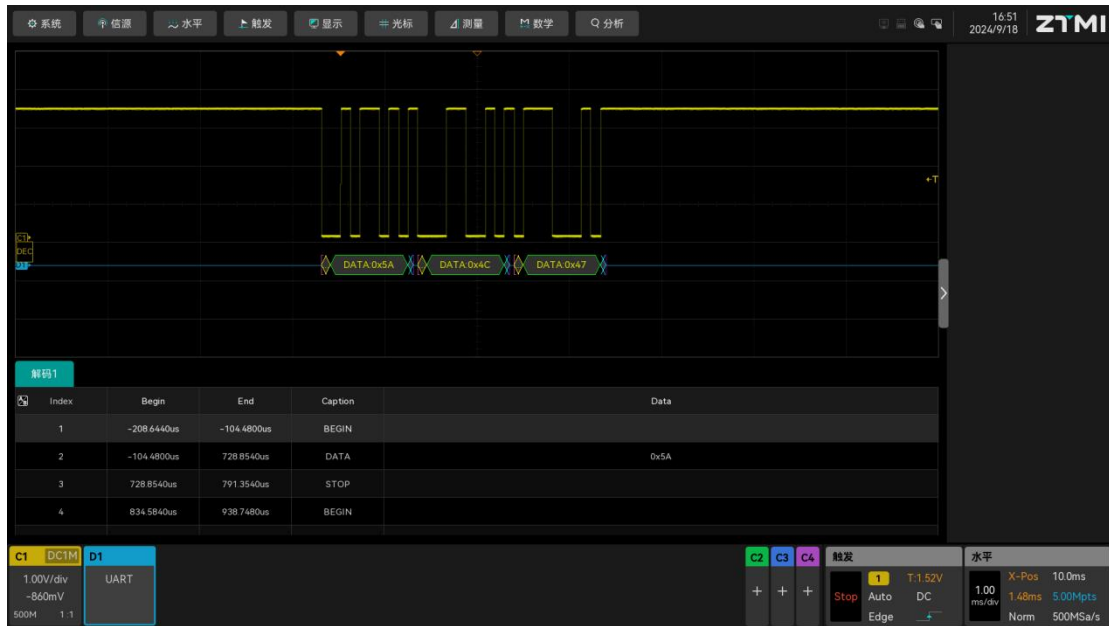 系统 信源 水平 触发 显示 光标 测量 数学 分析 16:51 2024/9/18 ZTMI
T
C1
DEC
D1
DATA:0x5A DATA:0x4C DATA:0x47
解码1
Index Begin End Caption Data
1 -208.6440us -104.4800us BEGIN
2 -104.4800us 728.8540us DATA 0x5A
3 728.8540us 791.3540us STOP
4 834.5840us 938.7480us BEGIN
C1 DC1M D1 C2 C3 C4 触发 水平
1.00V/div UART + + + 1 T:1.52V X-Pos 10.0ms
-860mV Stop Auto DC 1.00 ms/div 1.48ms 5.00Mpts
500M 1:1 Edge Norm 500MSa/s